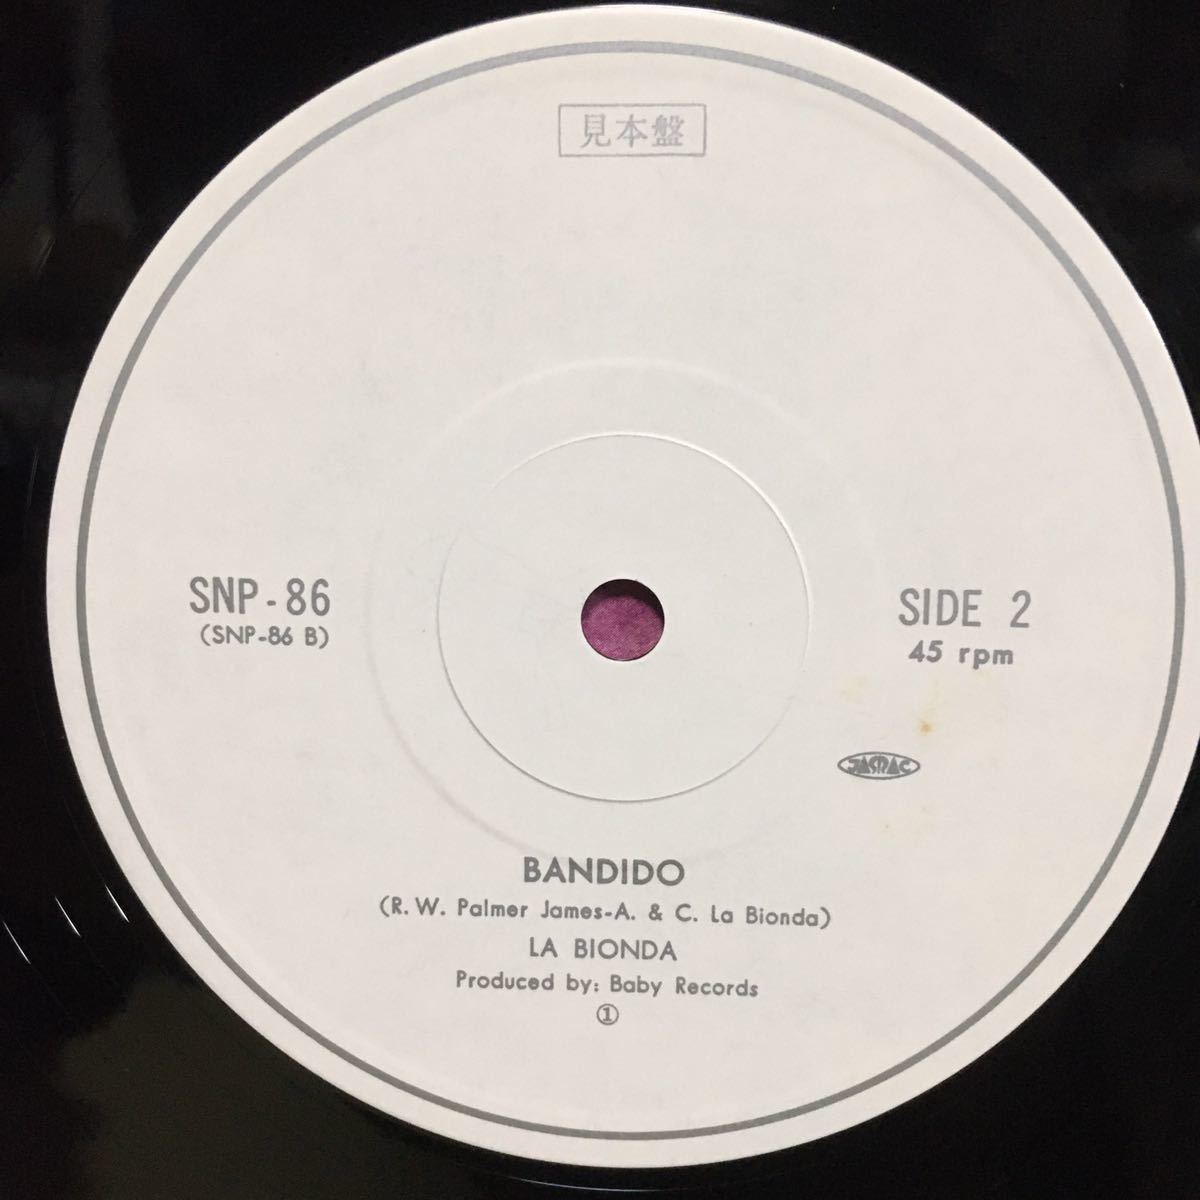 見本盤
SNP-86
(SNP-86 B)
SIDE 2
45 rpm
JASRAC
BANDIDO
(R. W. Palmer James-A. & C. La Bionda)
LA BIONDA
Produced by: Baby Records
①